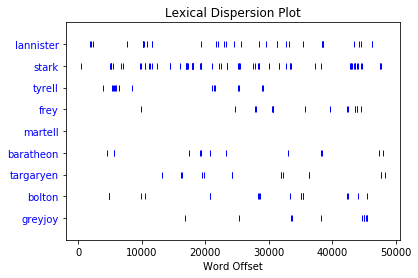 Lexical Dispersion Plot
lannister
stark
tyrell
frey
martell
baratheon
targaryen
bolton
greyjoy
0 10000 20000 30000 40000 50000
Word Offset